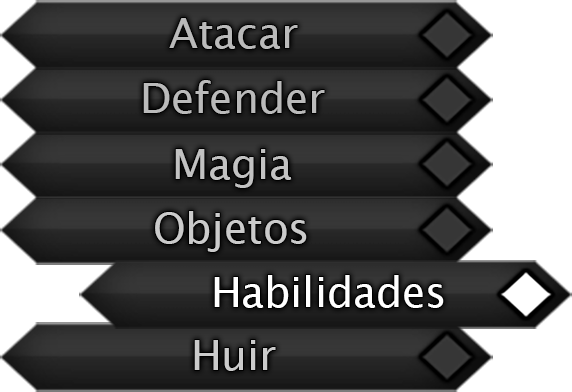 Atacar
Defender
Magia
Objetos
Habilidades
Huir